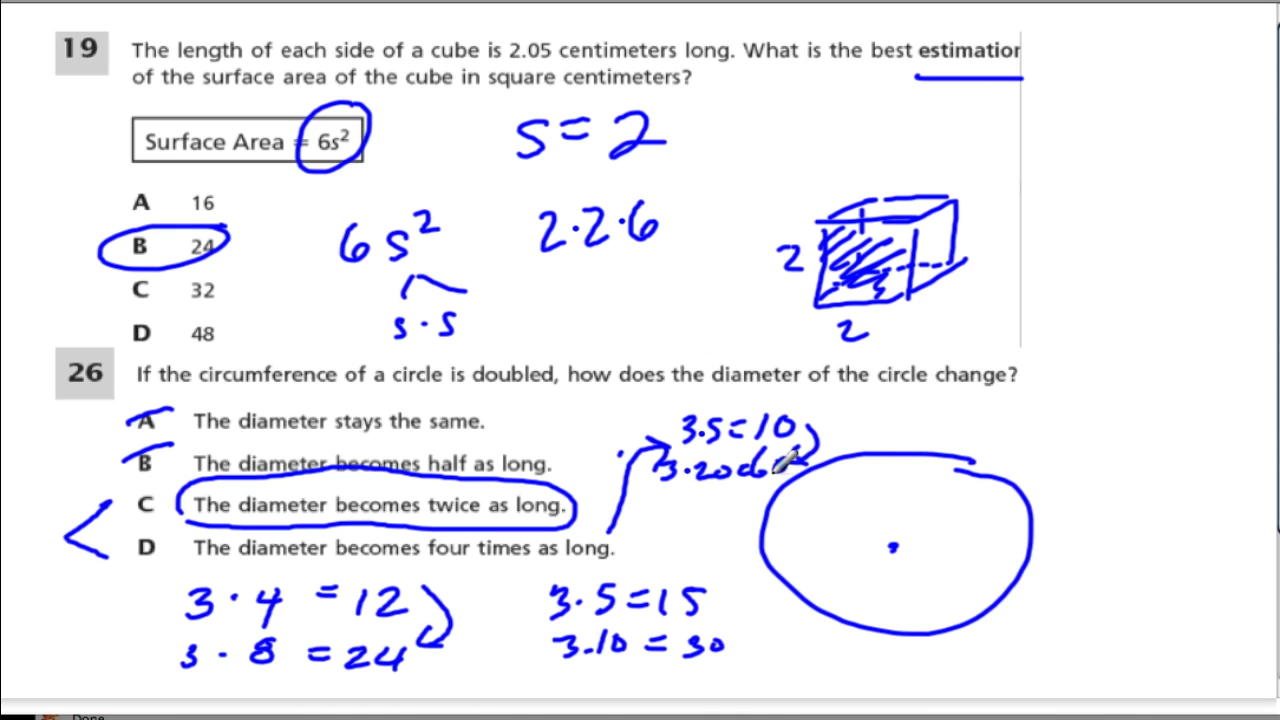 19 The length of each side of a cube is 2.05 centimeters long. What is the best estimation
of the surface area of the cube in square centimeters?
Surface Area = 6s²
s = 2
A 16
B 24
C 32
D 48
6 s²
s · s
2·2·6
2
2
26 If the circumference of a circle is doubled, how does the diameter of the circle change?
A The diameter stays the same.
B The diameter becomes half as long.
C The diameter becomes twice as long.
D The diameter becomes four times as long.
3.5=10
3 · 4 = 12
3 · 8 = 24
3·5=15
3·10 = 30
Done